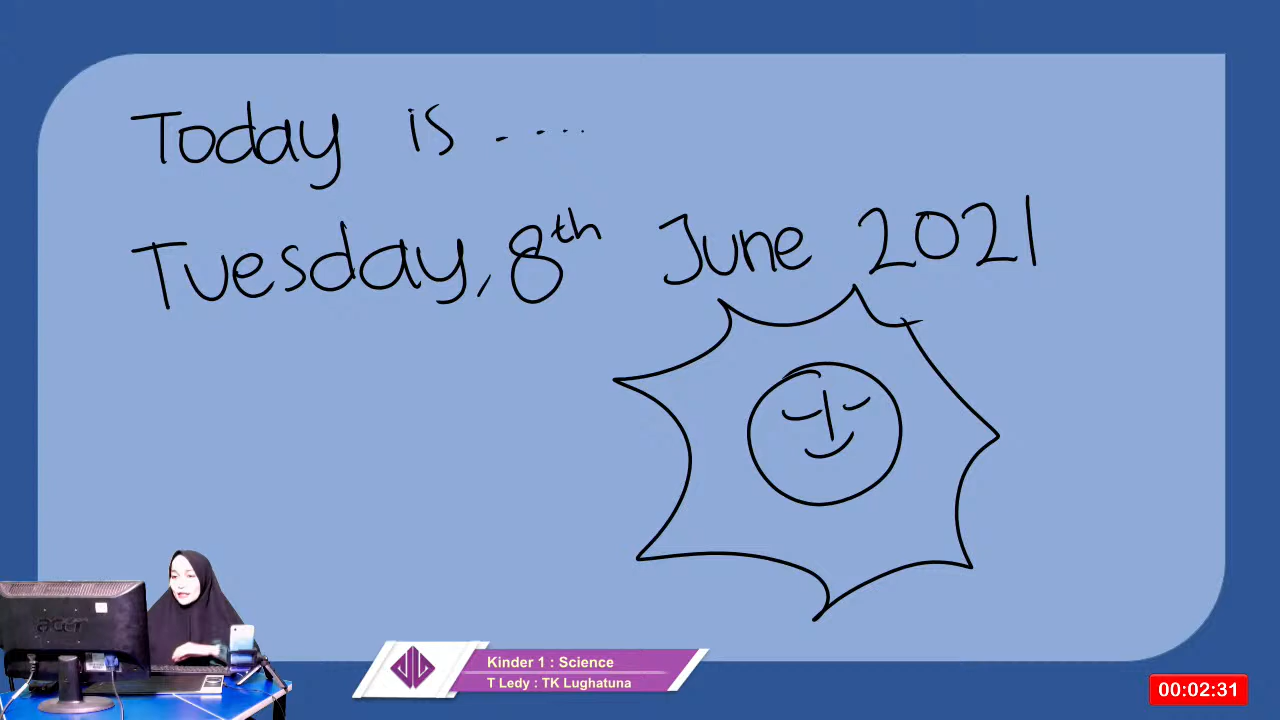 Today is ....
Tuesday, 8th June 2021
acer
Kinder 1 : Science
T Ledy : TK Lughatuna
00:02:31